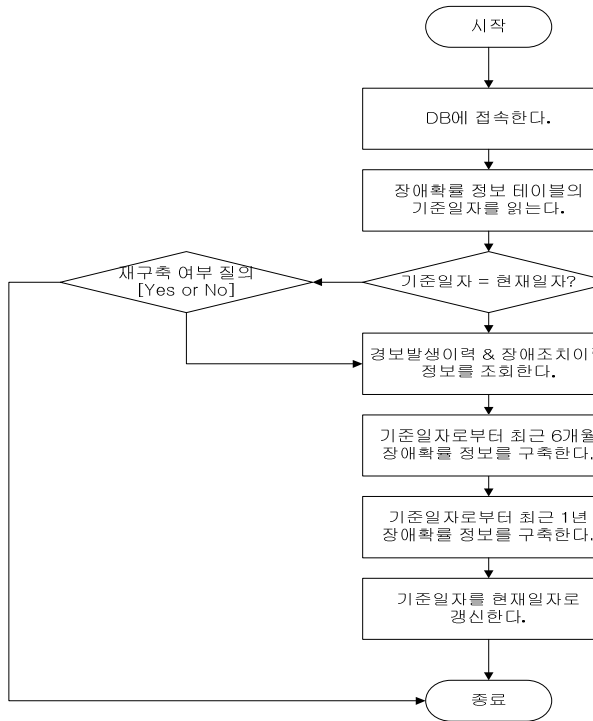 시작
DB에 접속한다.
장애확률 정보 테이블의
기준일자를 읽는다.
재구축 여부 질의
[Yes or No]
기준일자 = 현재일자?
경보발생이력 & 장애조치이력
정보를 조회한다.
기준일자로부터 최근 6개월
장애확률 정보를 구축한다.
기준일자로부터 최근 1년
장애확률 정보를 구축한다.
기준일자를 현재일자로
갱신한다.
종료